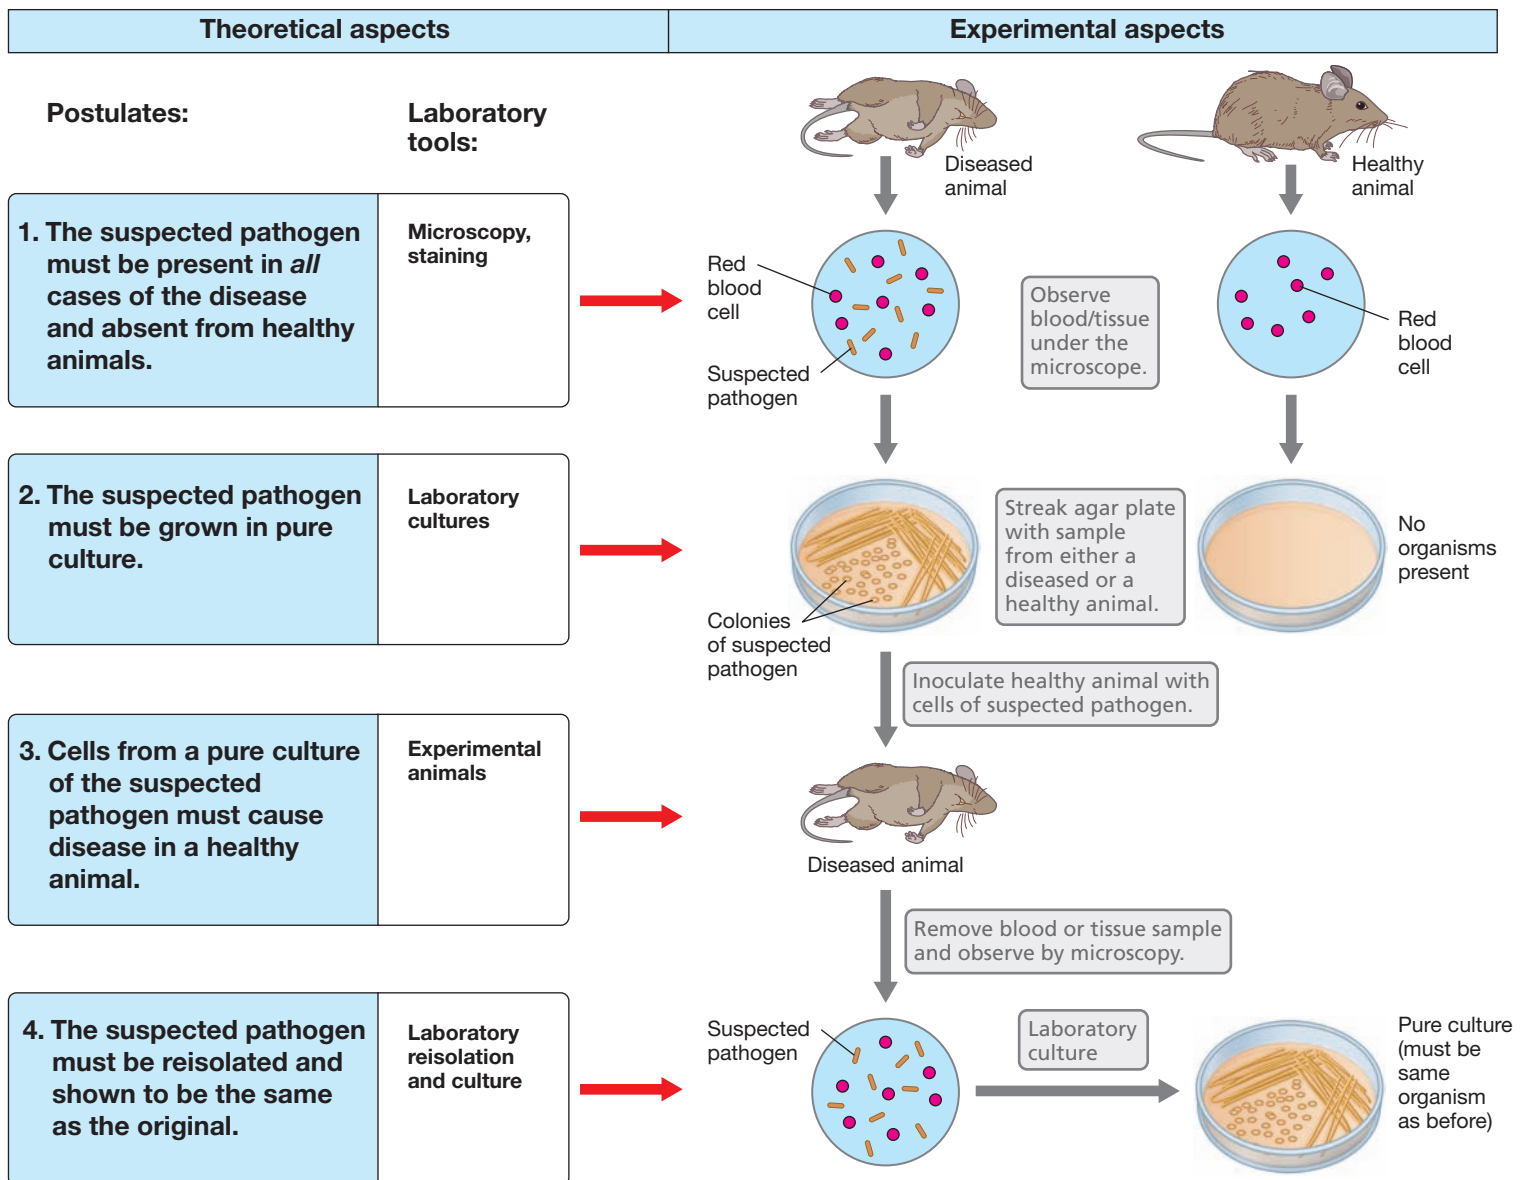 Theoretical aspects
Experimental aspects
Postulates:
Laboratory
tools:
Diseased
animal
Healthy
animal
1. The suspected pathogen
must be present in all
cases of the disease
and absent from healthy
animals.
Microscopy,
staining
Red
blood
cell
Suspected
pathogen
Observe
blood/tissue
under the
microscope.
Red
blood
cell
2. The suspected pathogen
must be grown in pure
culture.
Laboratory
cultures
Colonies
of suspected
pathogen
Streak agar plate
with sample
from either a
diseased or a
healthy animal.
No
organisms
present
Inoculate healthy animal with
cells of suspected pathogen.
3. Cells from a pure culture
of the suspected
pathogen must cause
disease in a healthy
animal.
Experimental
animals
Diseased animal
Remove blood or tissue sample
and observe by microscopy.
4. The suspected pathogen
must be reisolated and
shown to be the same
as the original.
Laboratory
reisolation
and culture
Suspected
pathogen
Laboratory
culture
Pure culture
(must be
same
organism
as before)